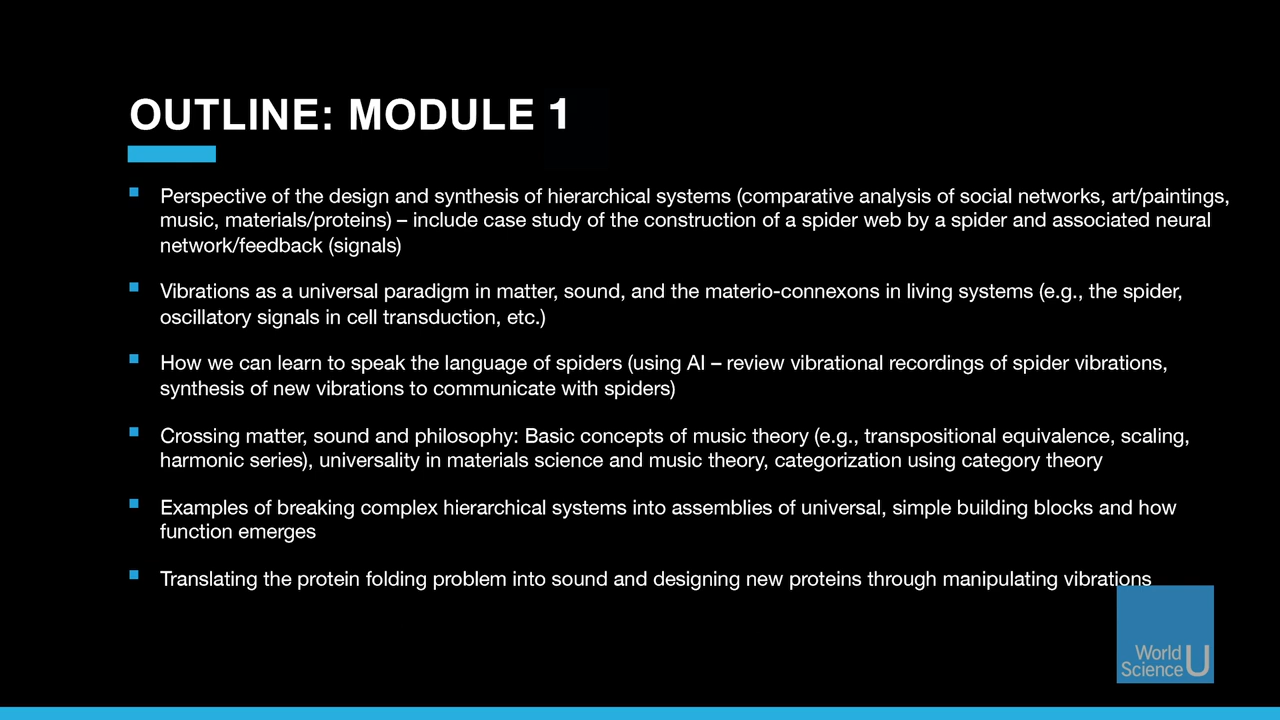 OUTLINE: MODULE 1
Perspective of the design and synthesis of hierarchical systems (comparative analysis of social networks, art/paintings,
music, materials/proteins) – include case study of the construction of a spider web by a spider and associated neural
network/feedback (signals)
Vibrations as a universal paradigm in matter, sound, and the materio-connexons in living systems (e.g., the spider,
oscillatory signals in cell transduction, etc.)
How we can learn to speak the language of spiders (using AI – review vibrational recordings of spider vibrations,
synthesis of new vibrations to communicate with spiders)
Crossing matter, sound and philosophy: Basic concepts of music theory (e.g., transpositional equivalence, scaling,
harmonic series), universality in materials science and music theory, categorization using category theory
Examples of breaking complex hierarchical systems into assemblies of universal, simple building blocks and how
function emerges
Translating the protein folding problem into sound and designing new proteins through manipulating vibrations
World
Science U